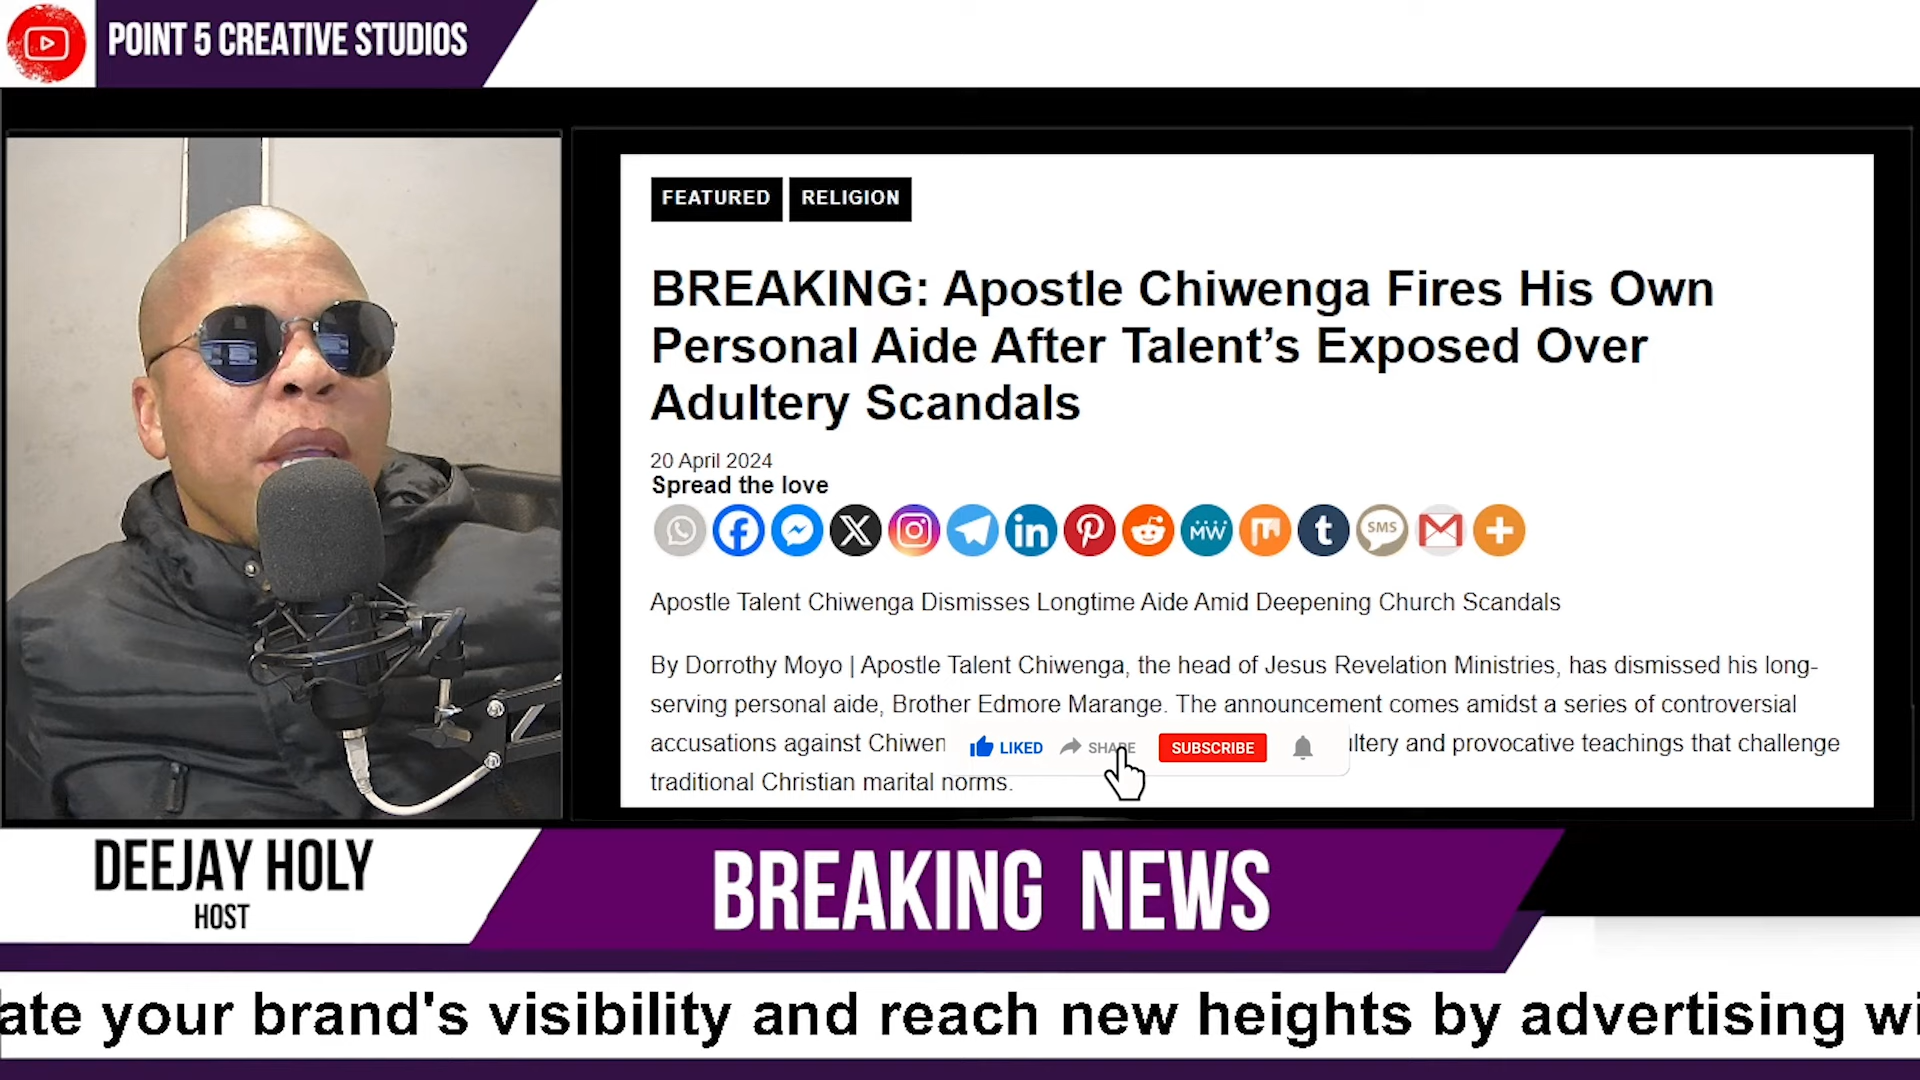 POINT 5 CREATIVE STUDIOS
FEATURED RELIGION
BREAKING: Apostle Chiwenga Fires His Own
Personal Aide After Talent’s Exposed Over
Adultery Scandals
20 April 2024
Spread the love
MW
SMS
Apostle Talent Chiwenga Dismisses Longtime Aide Amid Deepening Church Scandals
By Dorrothy Moyo | Apostle Talent Chiwenga, the head of Jesus Revelation Ministries, has dismissed his long-
serving personal aide, Brother Edmore Marange. The announcement comes amidst a series of controversial
accusations against Chiwen ultery and provocative teachings that challenge
LIKED SHARE SUBSCRIBE
traditional Christian marital norms.
DEEJAY HOLY
HOST
BREAKING NEWS
ate your brand's visibility and reach new heights by advertising wi